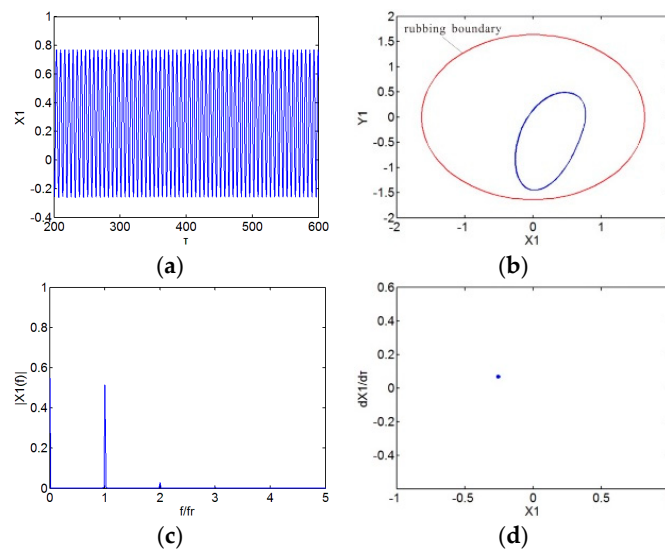 1
0.8
0.6
0.4
0.2
0
-0.2
-0.4
X1
200 300 400 500 600
τ
(a)
rubbing boundary
2
1.5
1
0.5
0
-0.5
-1
-1.5
-2
Y1
-2 -1 0 1 2
X1
(b)
1
0.8
0.6
0.4
0.2
0
|X1(f)|
0 1 2 3 4 5
f/fr
(c)
0.6
0.4
0.2
0
-0.2
-0.4
dX1/dτ
-1 -0.5 0 0.5
X1
(d)